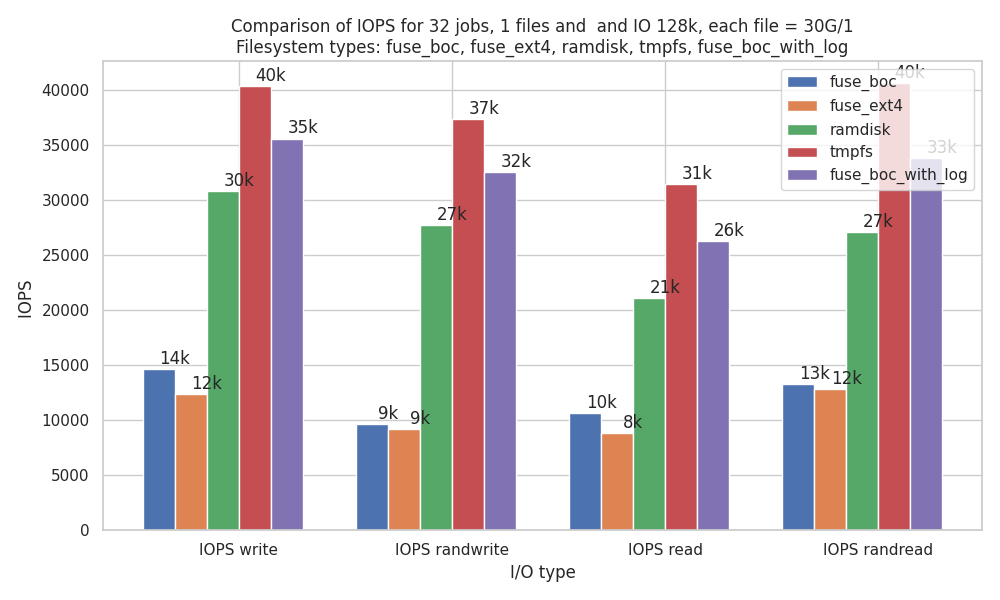 Comparison of IOPS for 32 jobs, 1 files and  and IO 128k, each file = 30G/1
Filesystem types: fuse_boc, fuse_ext4, ramdisk, tmpfs, fuse_boc_with_log
IOPS
40000
35000
30000
25000
20000
15000
10000
5000
0
14k
12k
30k
40k
35k
9k
9k
27k
37k
32k
10k
8k
21k
31k
26k
13k
12k
27k
40k
33k
fuse_boc
fuse_ext4
ramdisk
tmpfs
fuse_boc_with_log
IOPS write
IOPS randwrite
IOPS read
IOPS randread
I/O type